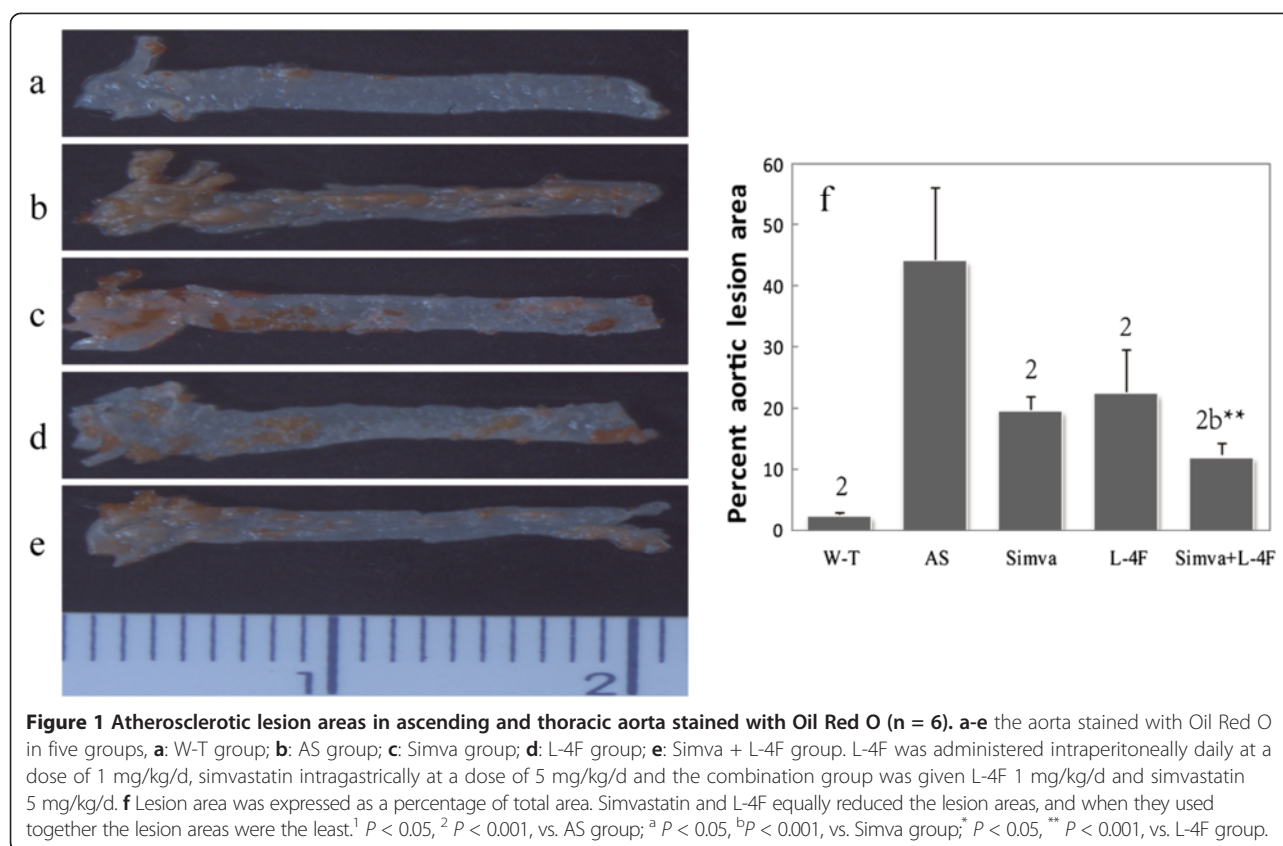 a
b
c
d
e
1 2
f
Percent aortic lesion area
60
50
40
30
20
10
0
2
2
2
2b**
W-T AS Simva L-4F Simva+L-4F
Figure 1 Atherosclerotic lesion areas in ascending and thoracic aorta stained with Oil Red O (n = 6). a-e the aorta stained with Oil Red O
in five groups, a: W-T group; b: AS group; c: Simva group; d: L-4F group; e: Simva + L-4F group. L-4F was administered intraperitoneally daily at a
dose of 1 mg/kg/d, simvastatin intragastrically at a dose of 5 mg/kg/d and the combination group was given L-4F 1 mg/kg/d and simvastatin
5 mg/kg/d. f Lesion area was expressed as a percentage of total area. Simvastatin and L-4F equally reduced the lesion areas, and when they used
together the lesion areas were the least.¹ P < 0.05, ² P < 0.001, vs. AS group; ᵃ P < 0.05, ᵇP < 0.001, vs. Simva group;* P < 0.05, ** P < 0.001, vs. L-4F group.